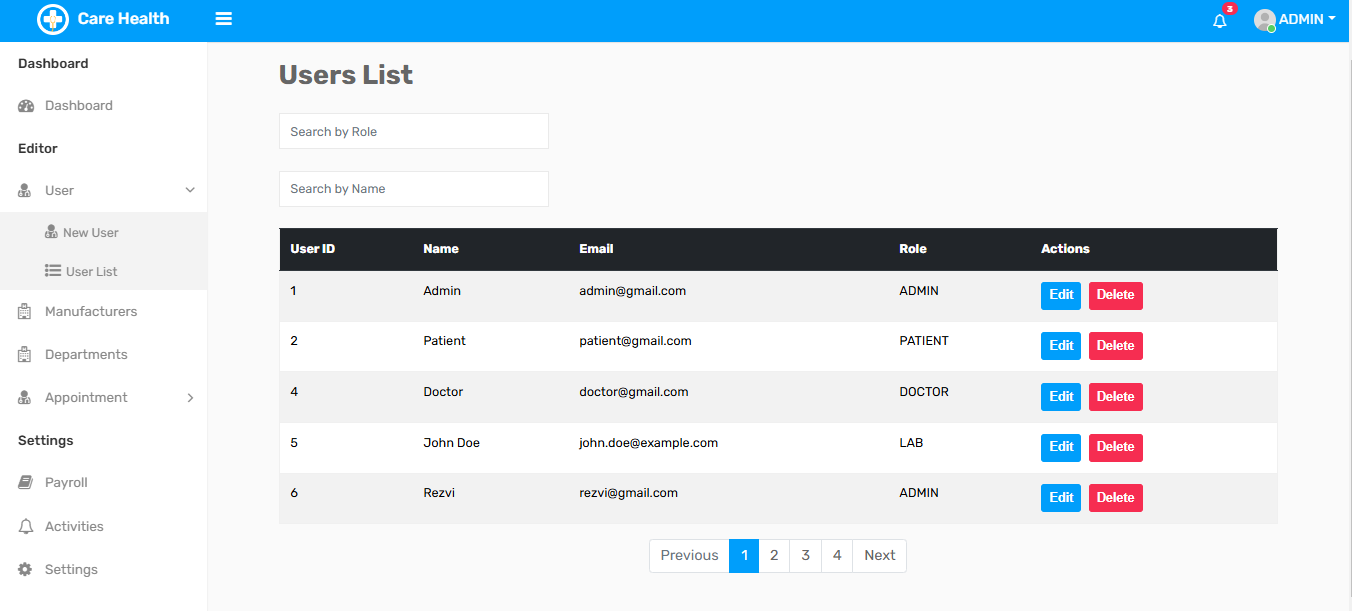 Care Health
3
ADMIN
Dashboard
Dashboard
Editor
User
New User
User List
Manufacturers
Departments
Appointment
Settings
Payroll
Activities
Settings
Users List
Search by Role
Search by Name
User ID Name Email Role Actions
1 Admin admin@gmail.com ADMIN Edit Delete
2 Patient patient@gmail.com PATIENT Edit Delete
4 Doctor doctor@gmail.com DOCTOR Edit Delete
5 John Doe john.doe@example.com LAB Edit Delete
6 Rezvi rezvi@gmail.com ADMIN Edit Delete
Previous 1 2 3 4 Next